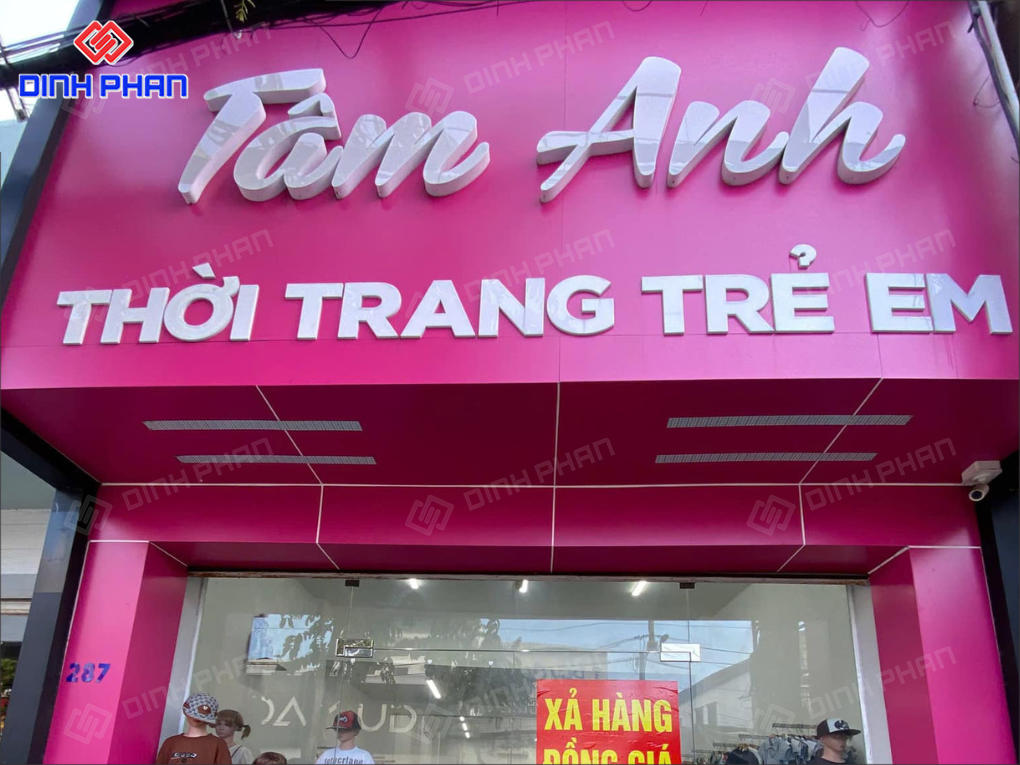 DINH PHAN
Tâm Anh
THỜI TRANG TRẺ EM
287
XẢ HÀNG
ĐỒNG GIÁ